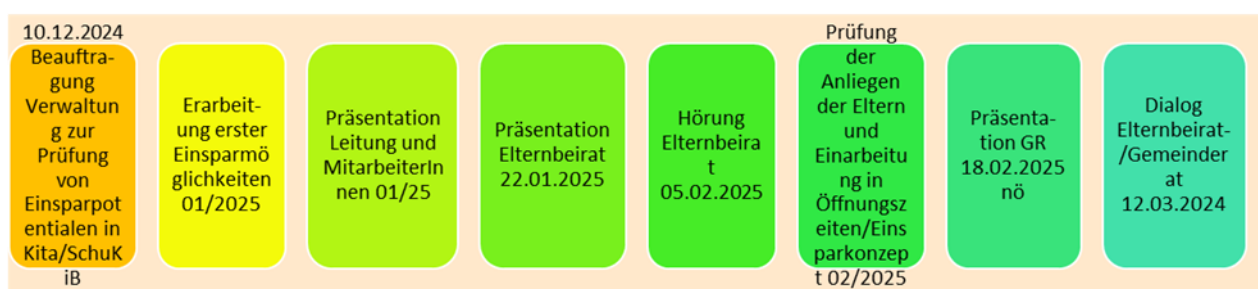 10.12.2024
Beauftra-
gung
Verwaltun
g zur
Prüfung
von
Einsparpot
entialen in
Kita/SchuK
iB
Erarbeit-
ung erster
Einsparmö
glichkeiten
01/2025
Präsentation
Leitung und
MitarbeiterIn
nen 01/25
Präsentation
Elternbeirat
22.01.2025
Hörung
Elternbeira
t
05.02.2025
Prüfung
der
Anliegen
der Eltern
und
Einarbeitu
ng in
Öffnungsz
eiten/Eins
parkonzep
t 02/2025
Präsenta-
tion GR
18.02.2025
nö
Dialog
Elternbeirat-
/Gemeinder
at
12.03.2024